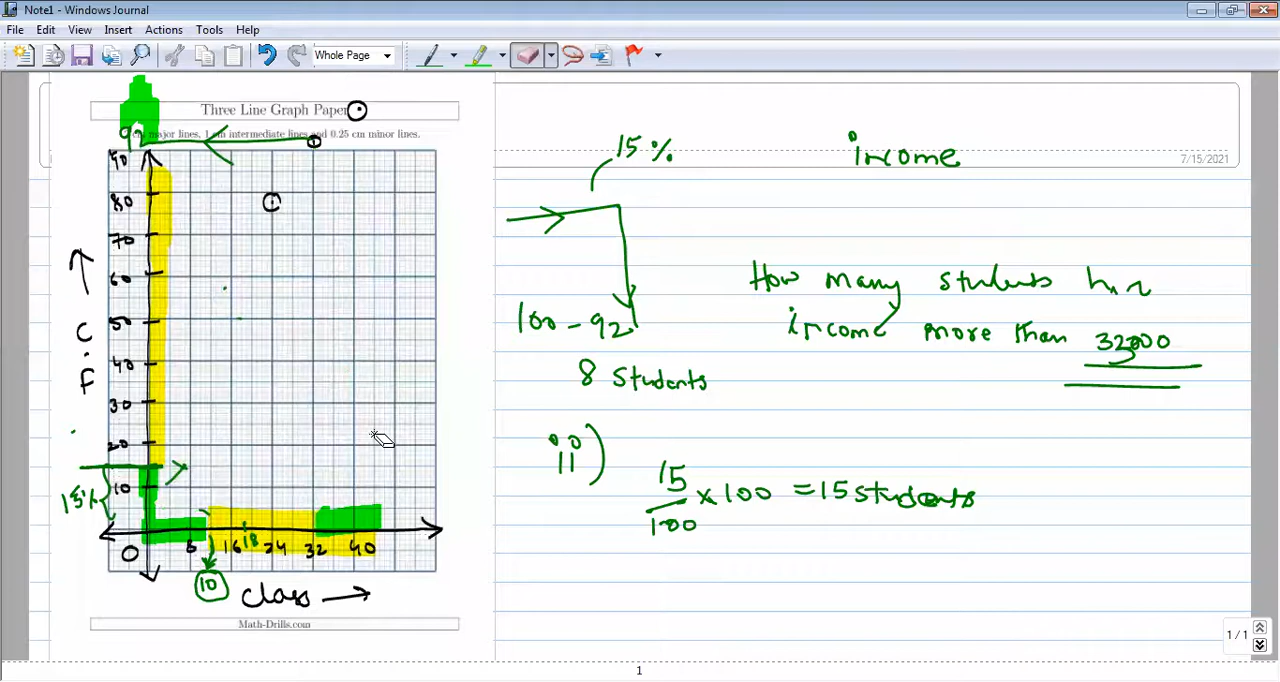 Note1 - Windows Journal
File Edit View Insert Actions Tools Help
Whole Page
Three Line Graph Paper
major lines, 1 cm intermediate lines and 0.25 cm minor lines.
92
90
80
70
60
50
40
30
20
10
C.F
15%
0 8 16 18 24 32 40
10
class
Math-Drills.com
15%
income
7/15/2021
How many students
income more than 32000
100 - 92
8 Students
ii)
15/100 × 100 = 15 students
1 / 1
1